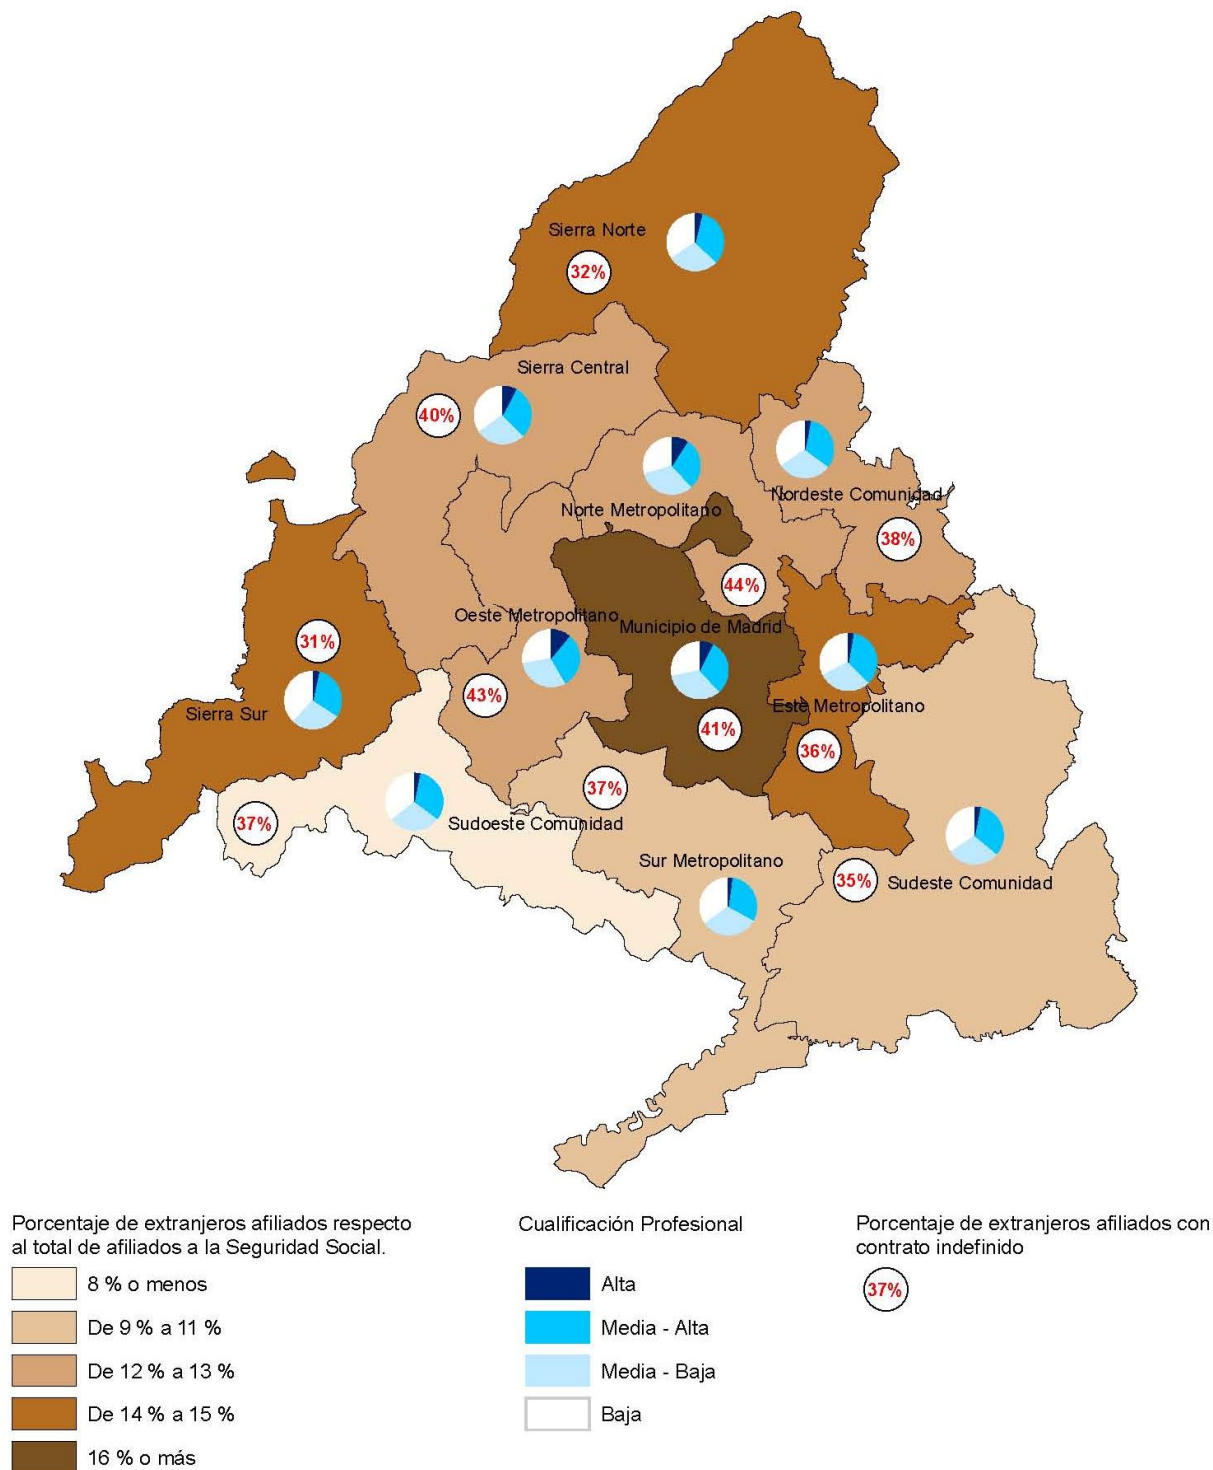 Sierra Norte
32%
Sierra Central
40%
Nordeste Comunidad
Norte Metropolitano
38%
44%
Oeste Metropolitano
Municipio de Madrid
31%
43%
Este Metropolitano
Sierra Sur
41%
36%
37%
37%
Sudoeste Comunidad
Sur Metropolitano
35%
Sudeste Comunidad
Porcentaje de extranjeros afiliados respecto
al total de afiliados a la Seguridad Social.
8 % o menos
De 9 % a 11 %
De 12 % a 13 %
De 14 % a 15 %
16 % o más
Cualificación Profesional
Alta
Media - Alta
Media - Baja
Baja
Porcentaje de extranjeros afiliados con
contrato indefinido
37%